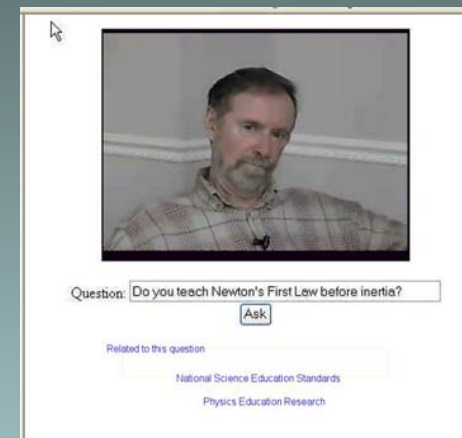 Question: Do you teach Newton's First Law before inertia?
Ask
Related to this question
National Science Education Standards
Physics Education Research